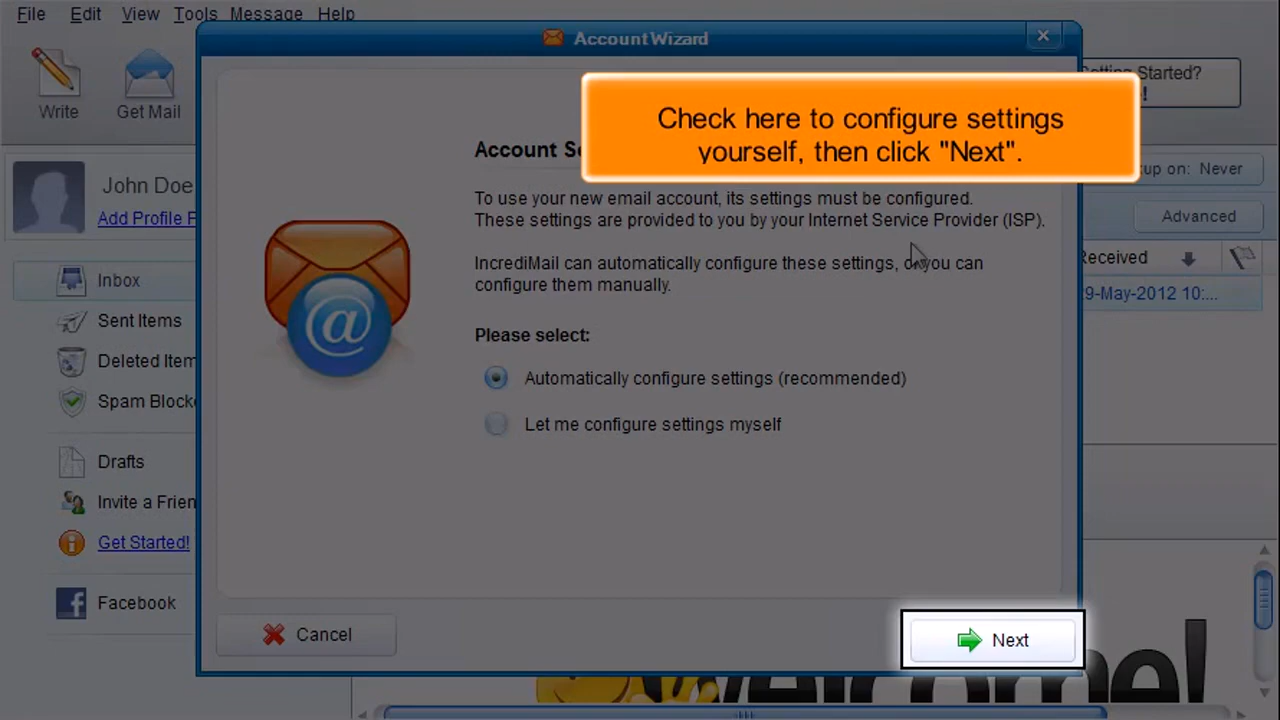 File Edit View Tools Message Help
AccountWizard
Write
Get Mail
Getting Started?
Check here to configure settings
yourself, then click "Next".
John Doe
Add Profile P
up on: Never
Advanced
Account Se
To use your new email account, its settings must be configured.
These settings are provided to you by your Internet Service Provider (ISP).
IncrediMail can automatically configure these settings, or you can
configure them manually.
Please select:
Automatically configure settings (recommended)
Let me configure settings myself
Received
29-May-2012 10:...
Inbox
Sent Items
Deleted Item
Spam Blocke
Drafts
Invite a Frien
Get Started!
Facebook
Cancel
Next
Welcome!